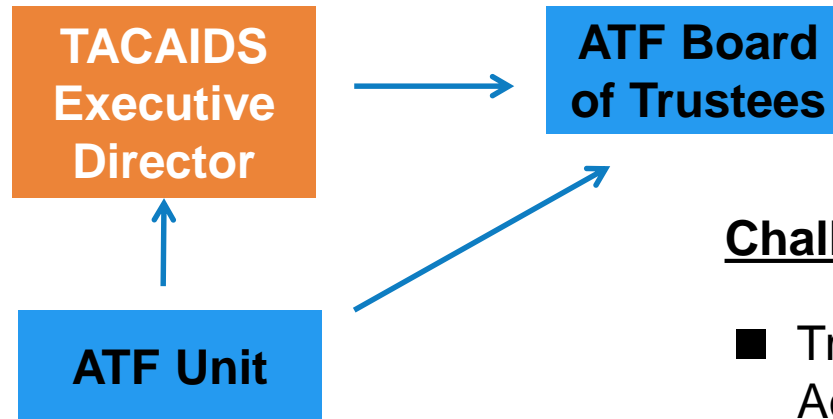 TACAIDS
Executive
Director
ATF Board
of Trustees
ATF Unit